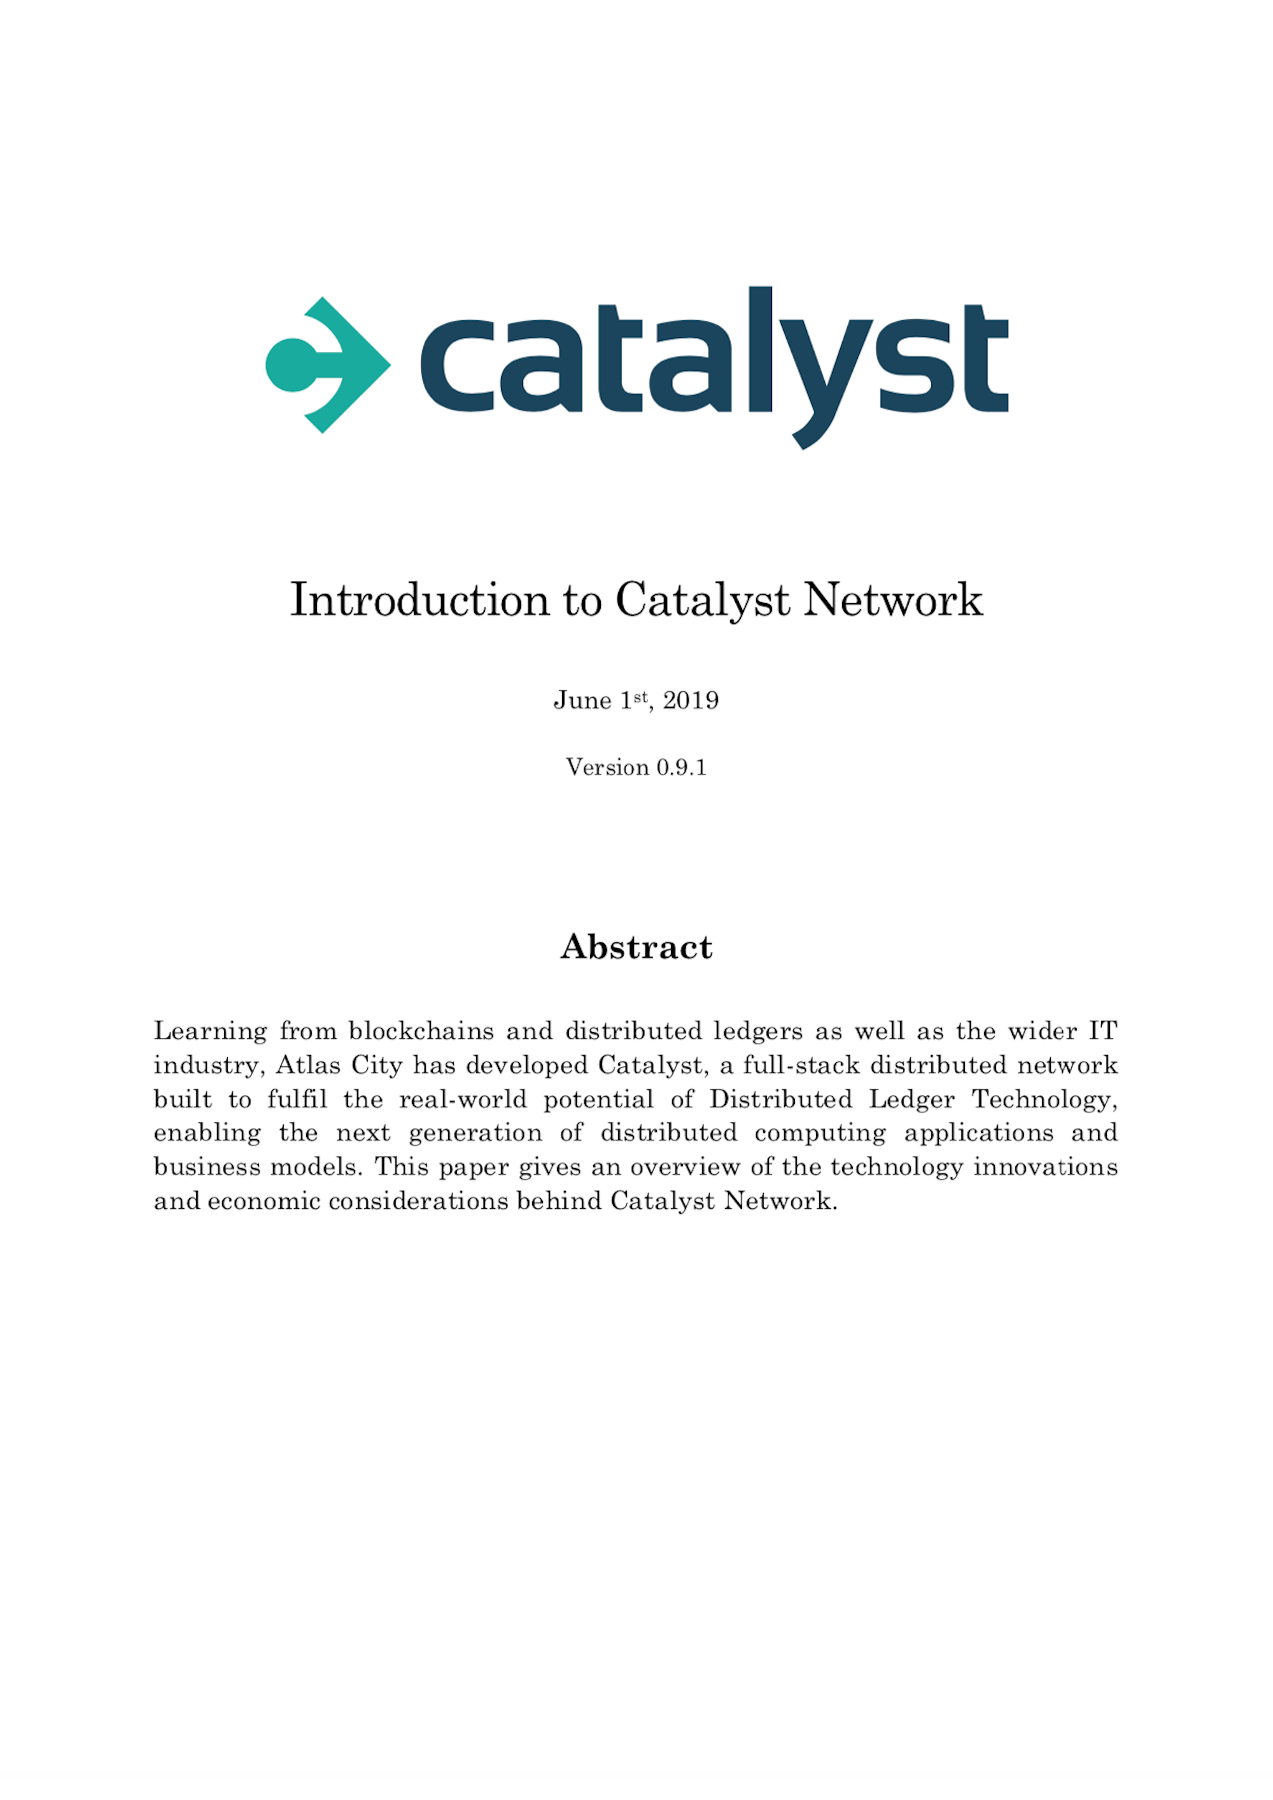 catalyst
Introduction to Catalyst Network
June 1st, 2019
Version 0.9.1
Abstract
Learning from blockchains and distributed ledgers as well as the wider IT
industry, Atlas City has developed Catalyst, a full-stack distributed network
built to fulfil the real-world potential of Distributed Ledger Technology,
enabling the next generation of distributed computing applications and
business models. This paper gives an overview of the technology innovations
and economic considerations behind Catalyst Network.